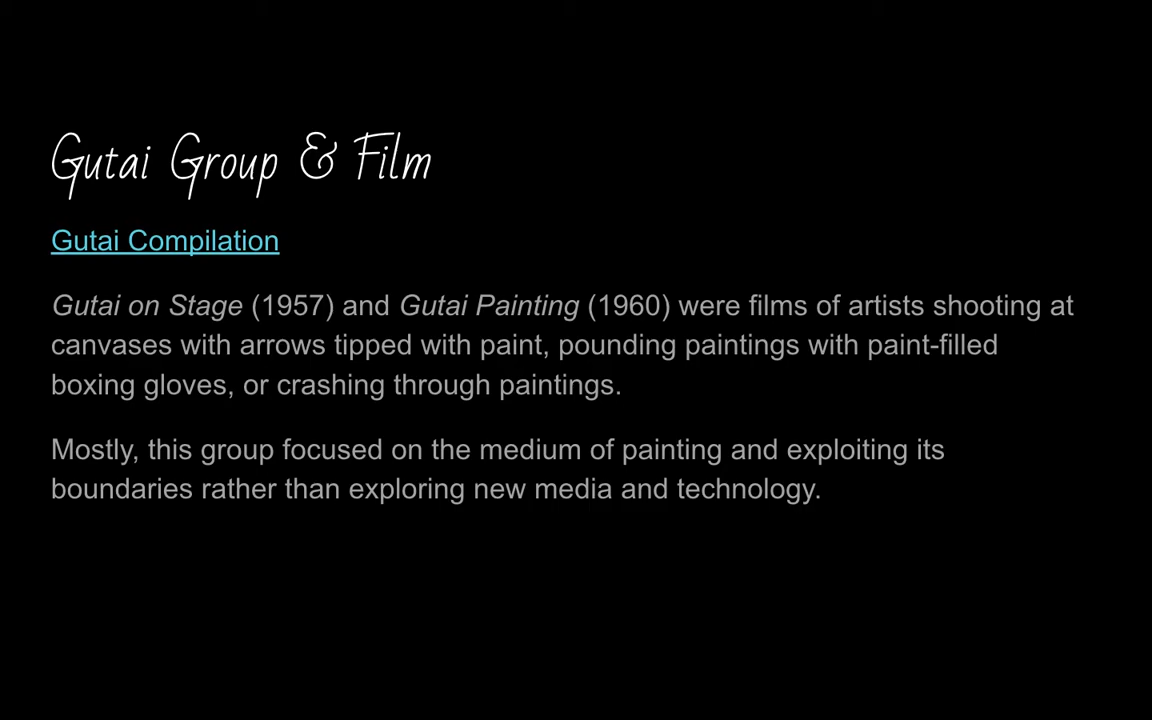 Gutai Group & Film
Gutai Compilation
Gutai on Stage (1957) and Gutai Painting (1960) were films of artists shooting at
canvases with arrows tipped with paint, pounding paintings with paint-filled
boxing gloves, or crashing through paintings.
Mostly, this group focused on the medium of painting and exploiting its
boundaries rather than exploring new media and technology.